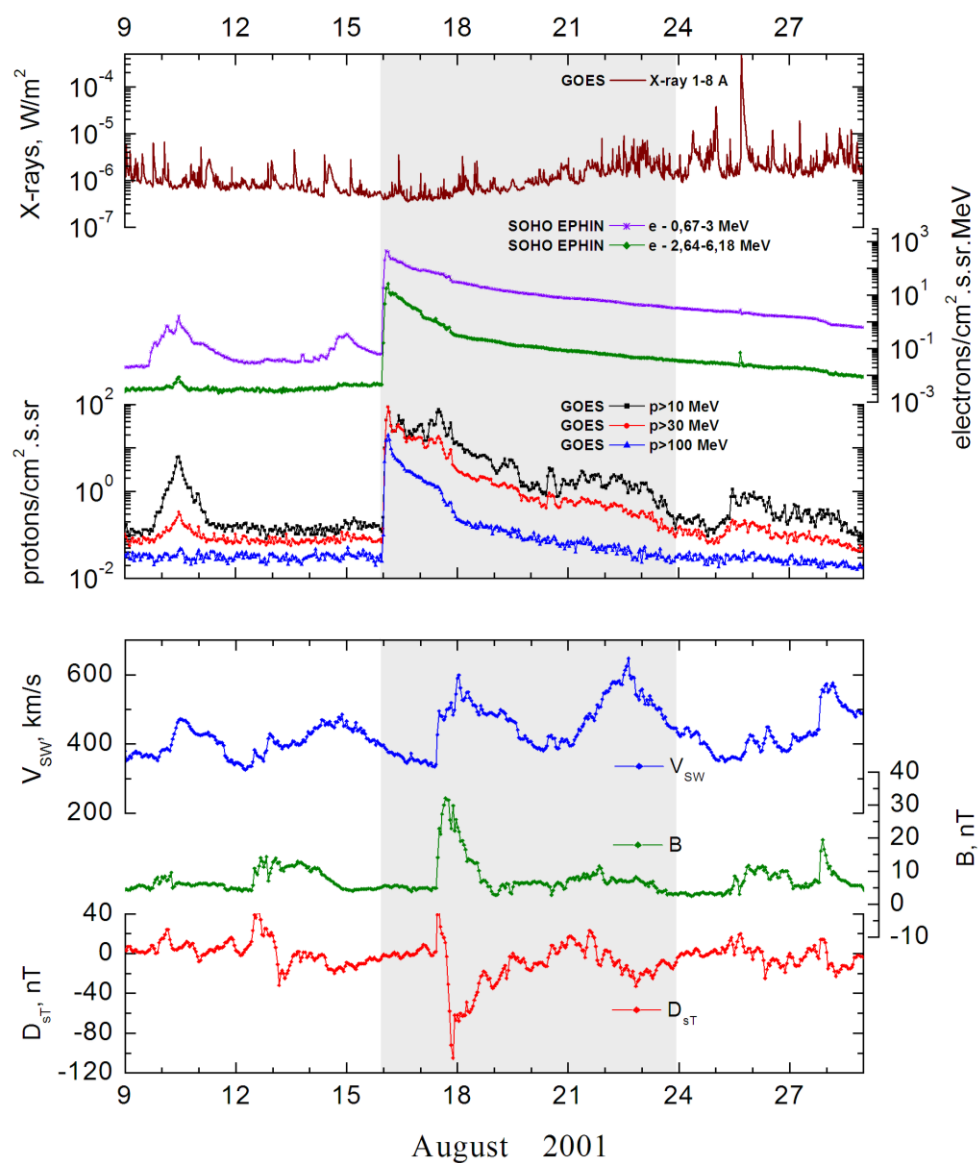 9 12 15 18 21 24 27
X-rays, W/m²
10⁻⁴
10⁻⁵
10⁻⁶
10⁻⁷
GOES X-ray 1-8 A
SOHO EPHIN e - 0,67-3 MeV
SOHO EPHIN e - 2,64-6,18 MeV
10³
10¹
10⁻¹
10⁻³
electrons/cm².s.sr.MeV
protons/cm².s.sr
10²
10⁰
10⁻²
GOES p>10 MeV
GOES p>30 MeV
GOES p>100 MeV
V_SW, km/s
600
400
200
V_SW
B
40
30
20
10
0
-10
B, nT
D_sT, nT
40
0
-40
-80
-120
D_sT
9 12 15 18 21 24 27
August 2001